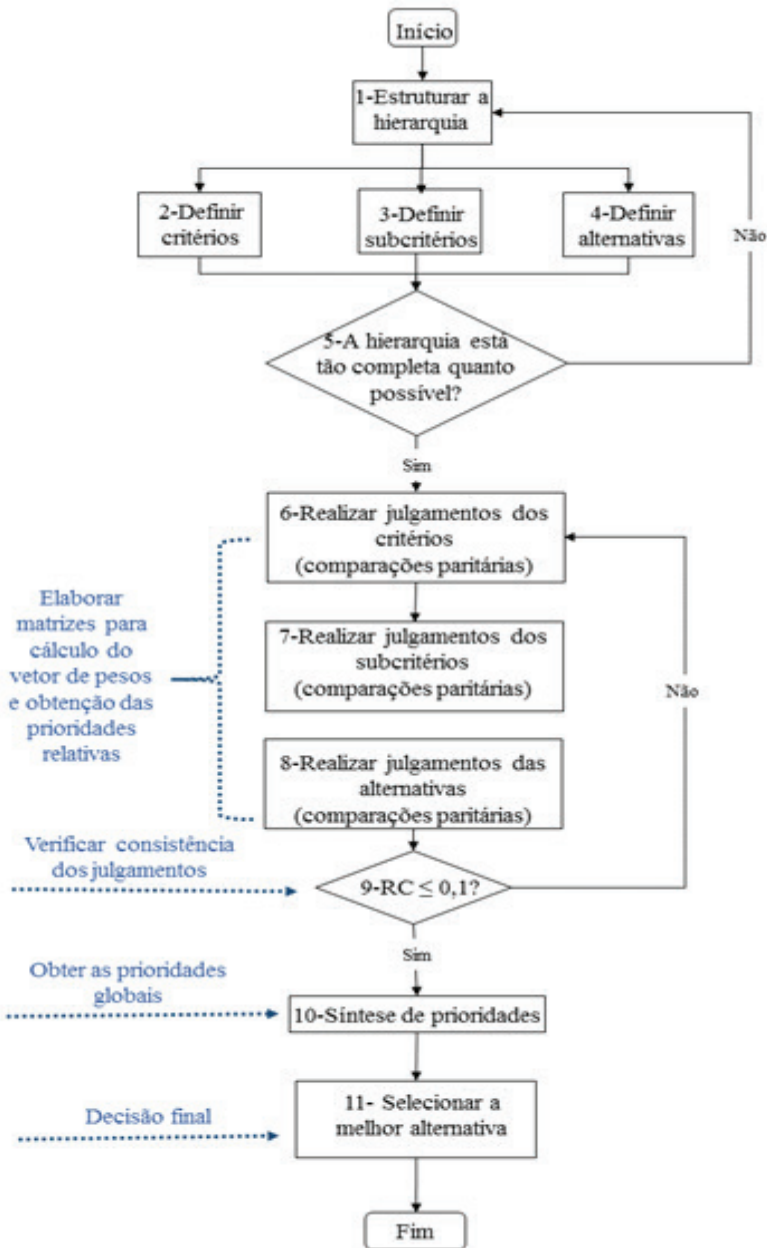 Início
1-Estruturar a
hierarquia
2-Definir
critérios
3-Definir
subcritérios
4-Definir
alternativas
Não
5-A hierarquia está
tão completa quanto
possível?
Sim
6-Realizar julgamentos dos
critérios
(comparações paritárias)
Elaborar
matrizes para
cálculo do
vetor de pesos
e obtenção das
prioridades
relativas
7-Realizar julgamentos dos
subcritérios
(comparações paritárias)
Não
8-Realizar julgamentos das
alternativas
(comparações paritárias)
Verificar consistência
dos julgamentos
9-RC ≤ 0,1?
Sim
Obter as prioridades
globais
10-Síntese de prioridades
Decisão final
11- Selecionar a
melhor alternativa
Fim